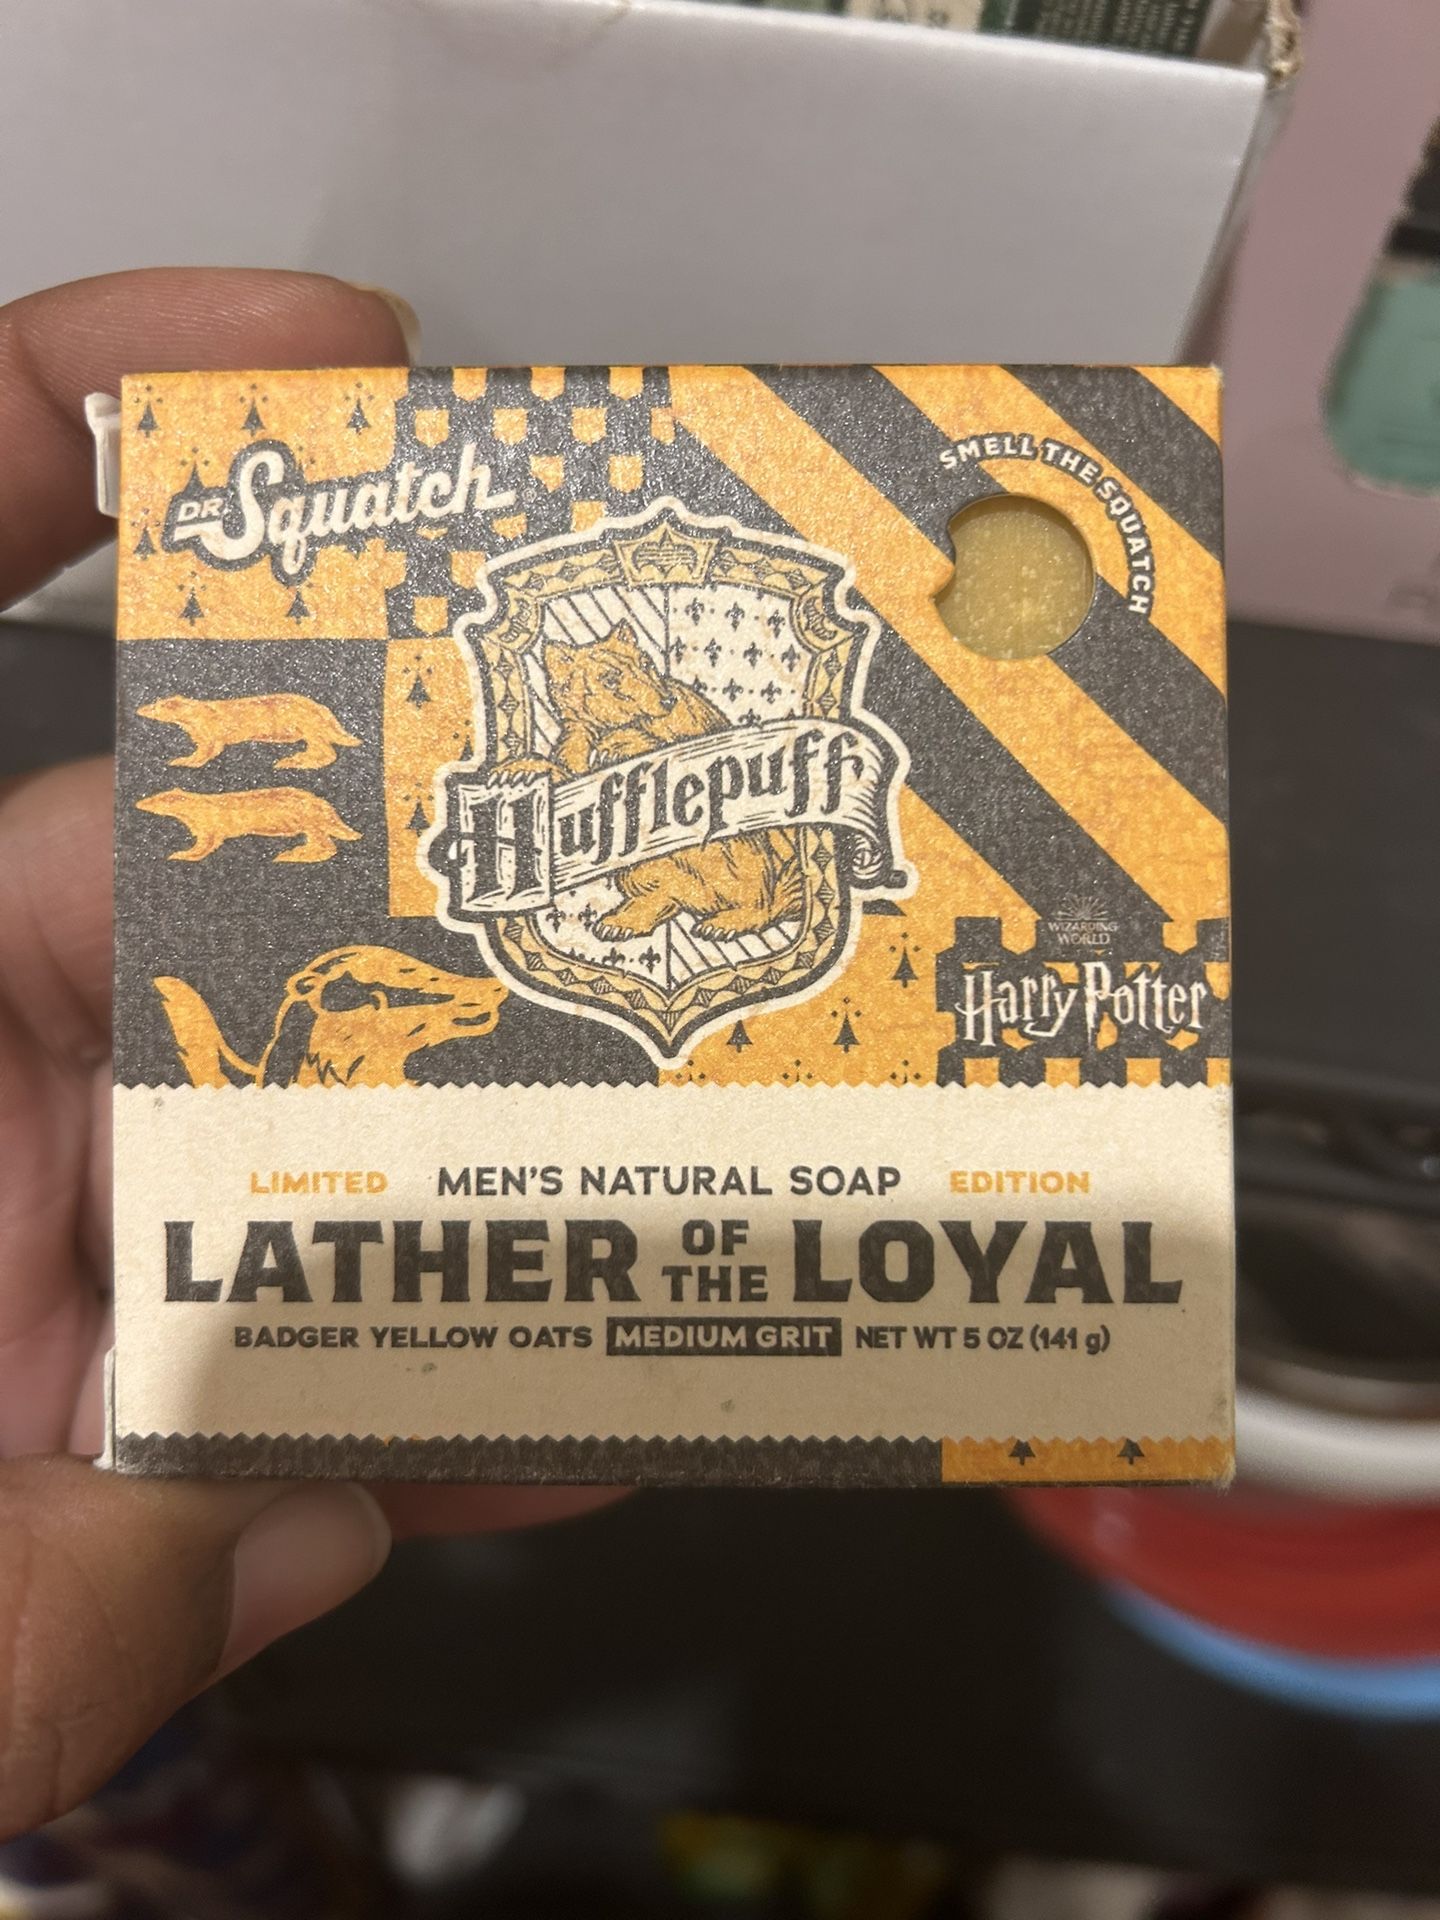 SMELL THE SQUATCH
DR. Squatch
Hufflepuff
WIZARDING
WORLD
Harry Potter
LIMITED MEN'S NATURAL SOAP EDITION
LATHER OF THE LOYAL
BADGER YELLOW OATS MEDIUM GRIT NET WT 5 OZ (141 g)